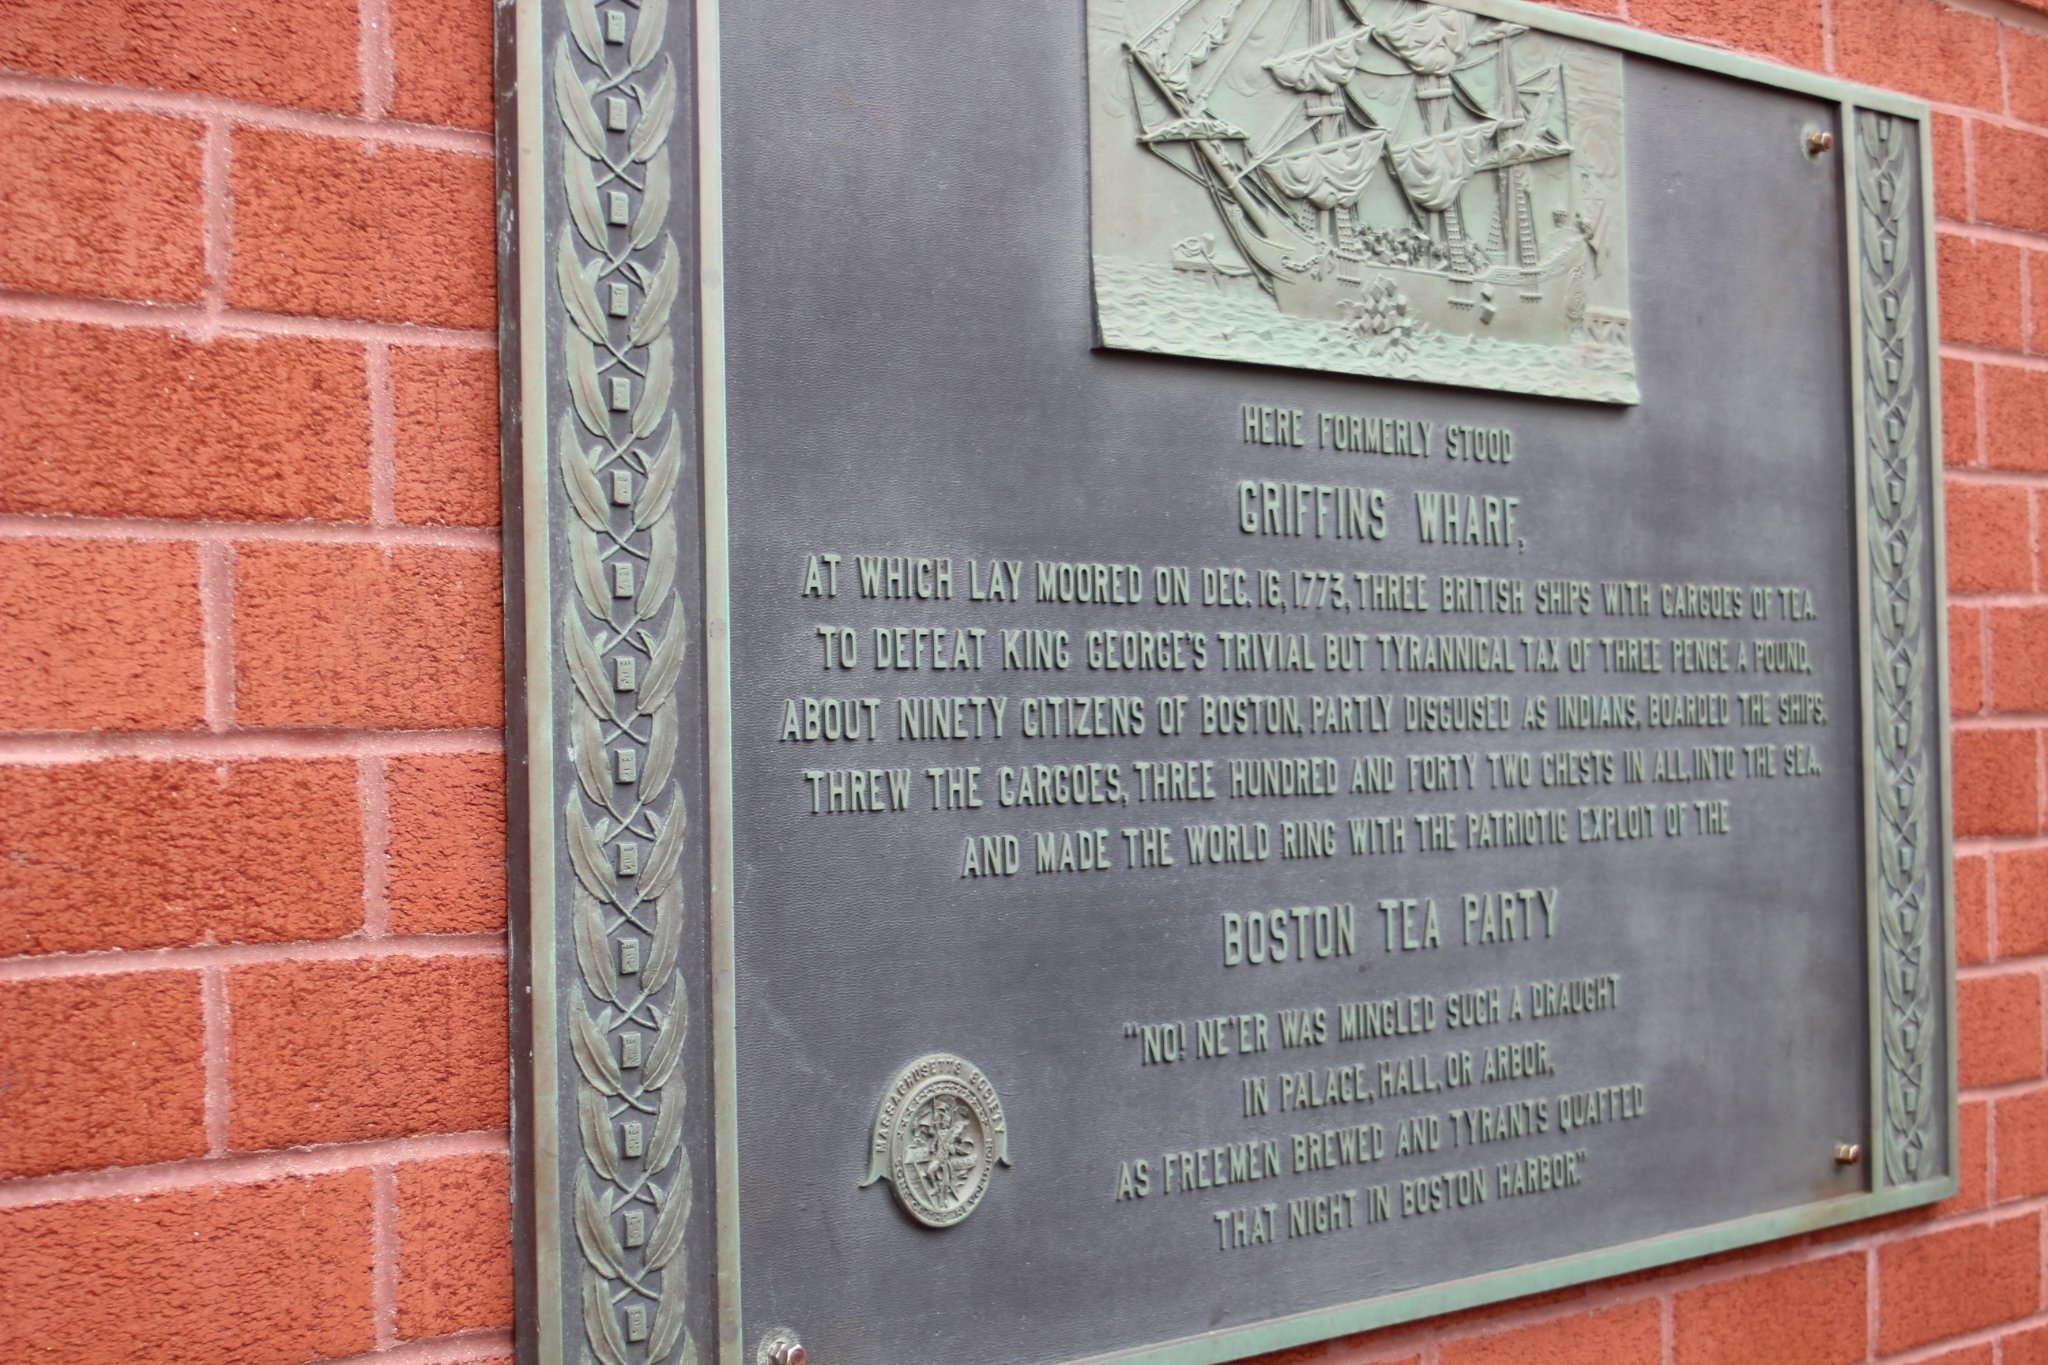 HERE FORMERLY STOOD
GRIFFINS WHARF,
AT WHICH LAY MOORED ON DEC. 16, 1773, THREE BRITISH SHIPS WITH CARGOES OF TEA.
TO DEFEAT KING GEORGE'S TRIVIAL BUT TYRANNICAL TAX OF THREE PENCE A POUND,
ABOUT NINETY CITIZENS OF BOSTON, PARTLY DISGUISED AS INDIANS, BOARDED THE SHIPS,
THREW THE CARGOES, THREE HUNDRED AND FORTY TWO CHESTS IN ALL, INTO THE SEA,
AND MADE THE WORLD RING WITH THE PATRIOTIC EXPLOIT OF THE
BOSTON TEA PARTY
"NO! NE'ER WAS MINGLED SUCH A DRAUGHT
IN PALACE, HALL, OR ARBOR,
AS FREEMEN BREWED AND TYRANTS QUAFFED
THAT NIGHT IN BOSTON HARBOR."
MASSACHUSETTS SOCIETY
SONS OF THE REVOLUTION